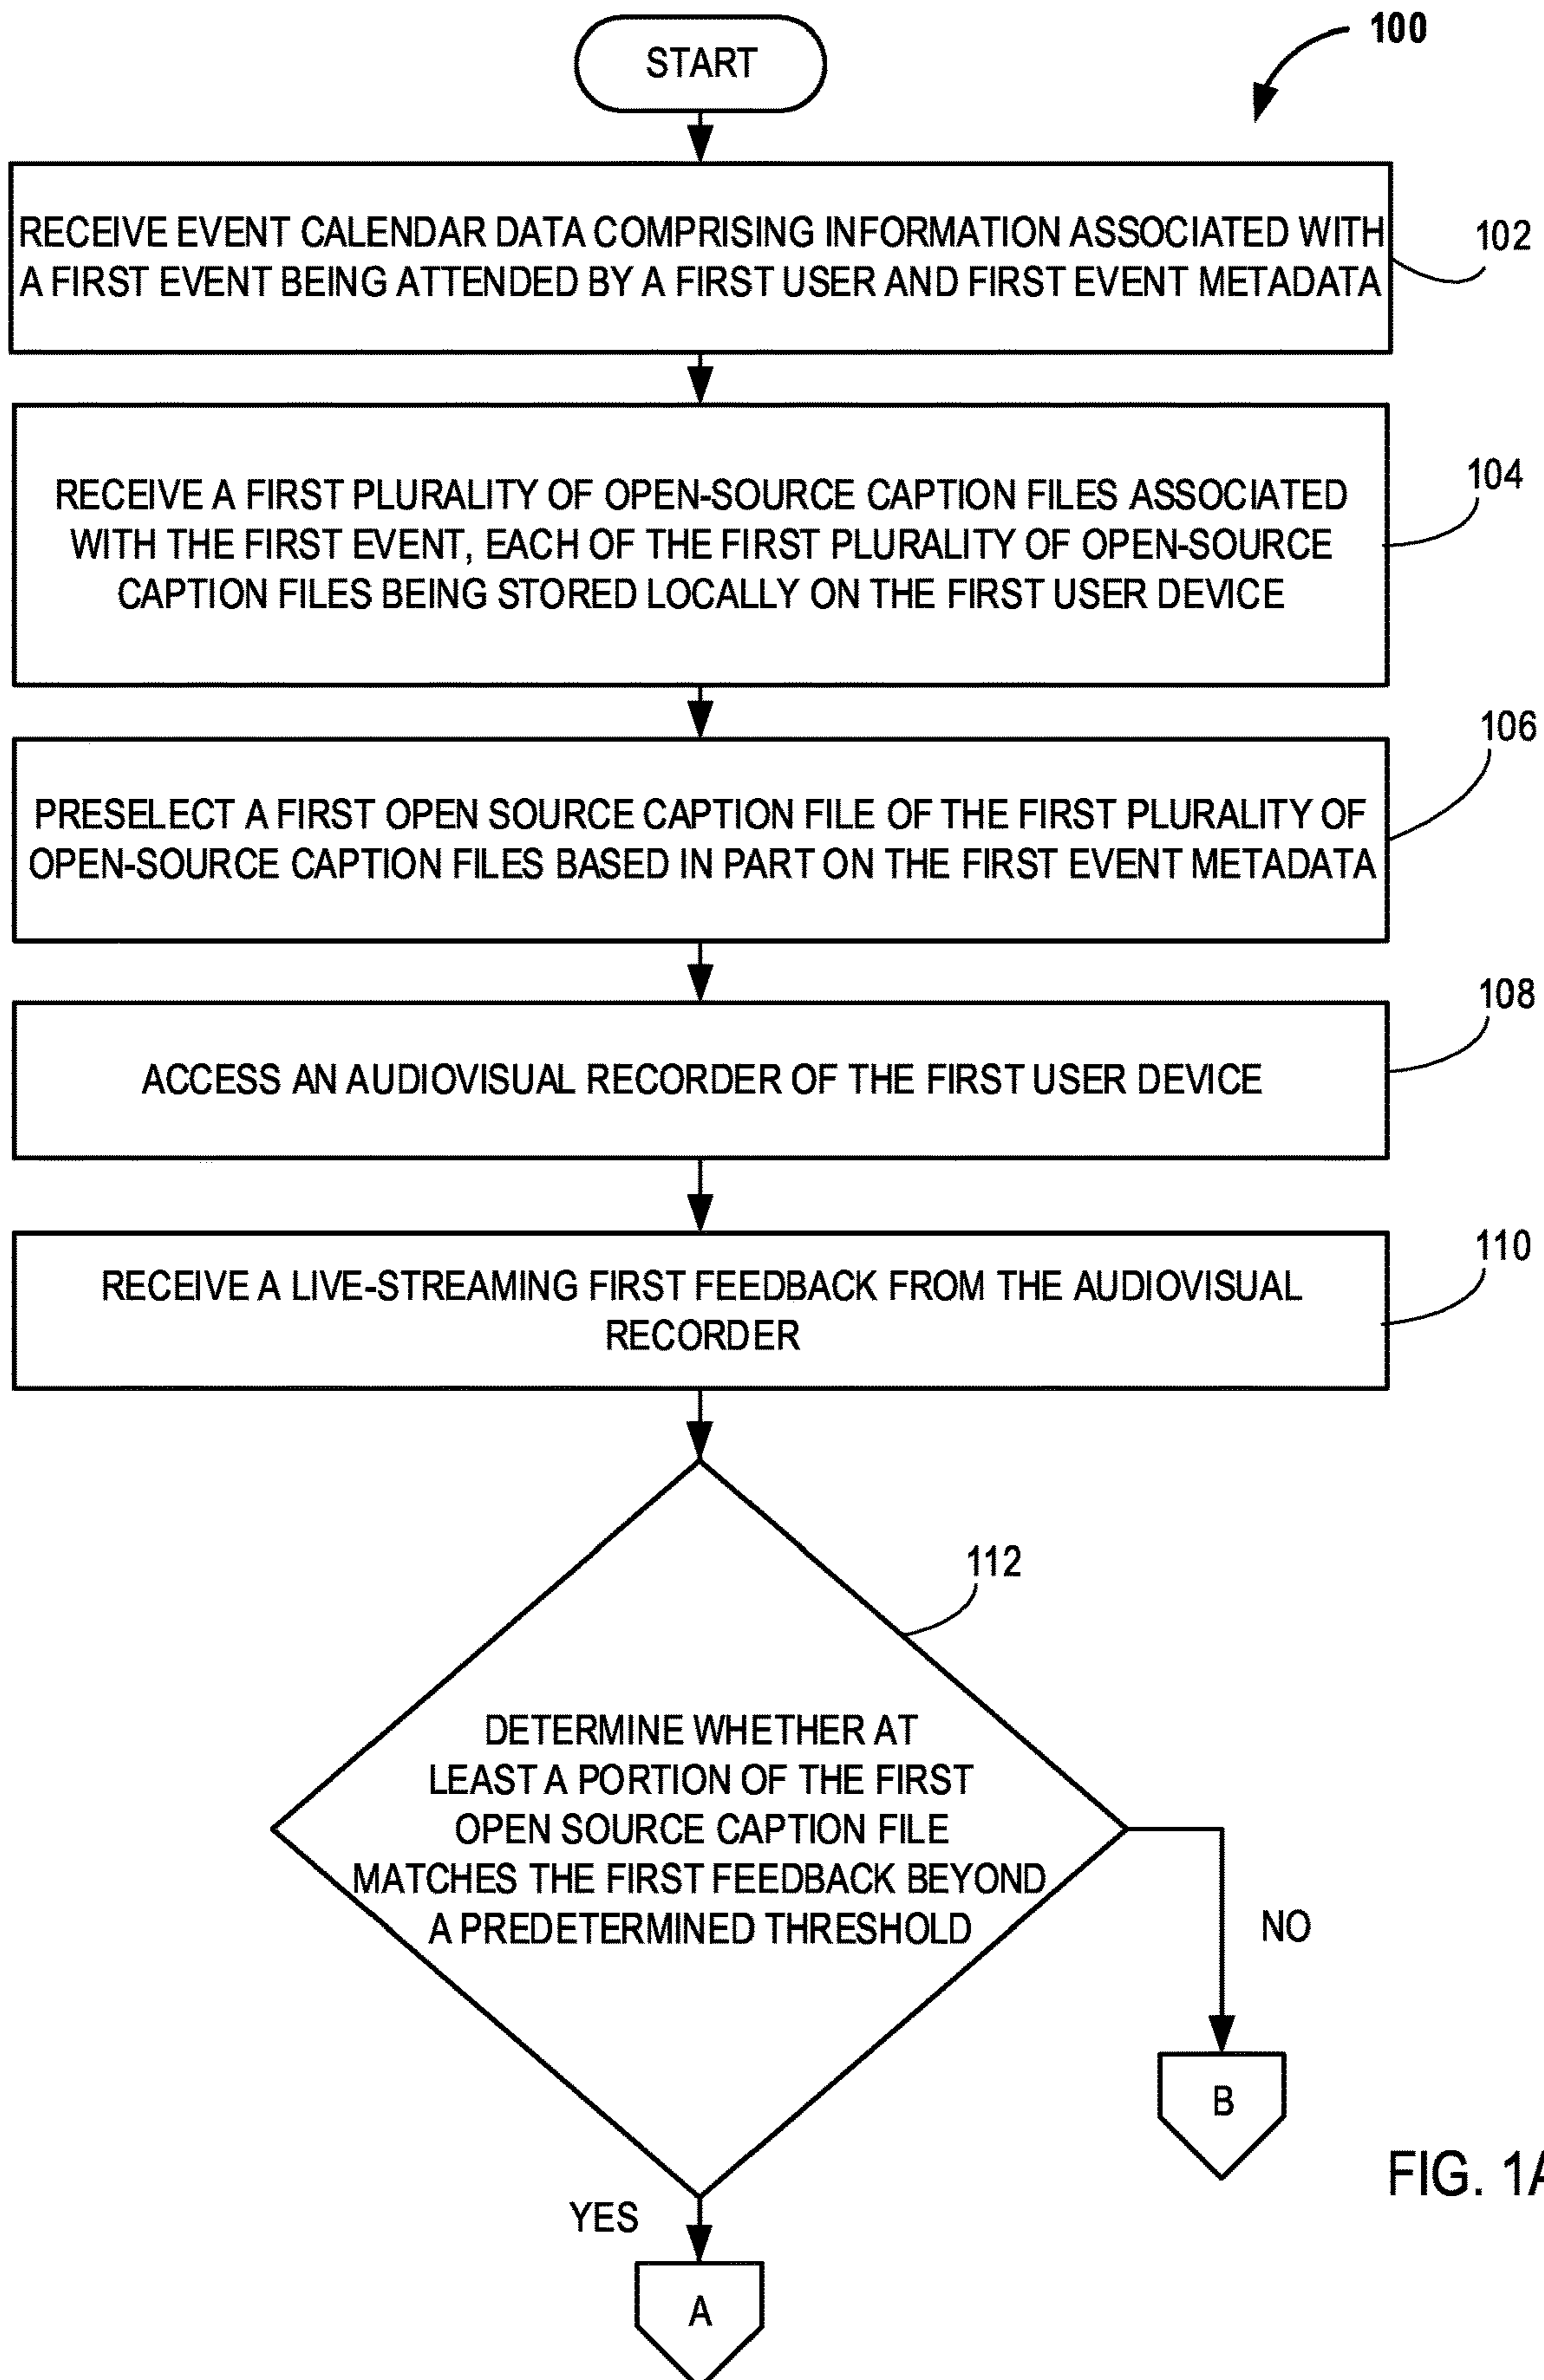 START
100
RECEIVE EVENT CALENDAR DATA COMPRISING INFORMATION ASSOCIATED WITH
A FIRST EVENT BEING ATTENDED BY A FIRST USER AND FIRST EVENT METADATA
102
RECEIVE A FIRST PLURALITY OF OPEN-SOURCE CAPTION FILES ASSOCIATED
WITH THE FIRST EVENT, EACH OF THE FIRST PLURALITY OF OPEN-SOURCE
CAPTION FILES BEING STORED LOCALLY ON THE FIRST USER DEVICE
104
PRESELECT A FIRST OPEN SOURCE CAPTION FILE OF THE FIRST PLURALITY OF
OPEN-SOURCE CAPTION FILES BASED IN PART ON THE FIRST EVENT METADATA
106
ACCESS AN AUDIOVISUAL RECORDER OF THE FIRST USER DEVICE
108
RECEIVE A LIVE-STREAMING FIRST FEEDBACK FROM THE AUDIOVISUAL
RECORDER
110
112
DETERMINE WHETHER AT
LEAST A PORTION OF THE FIRST
OPEN SOURCE CAPTION FILE
MATCHES THE FIRST FEEDBACK BEYOND
A PREDETERMINED THRESHOLD
NO
B
YES
A
FIG. 1A